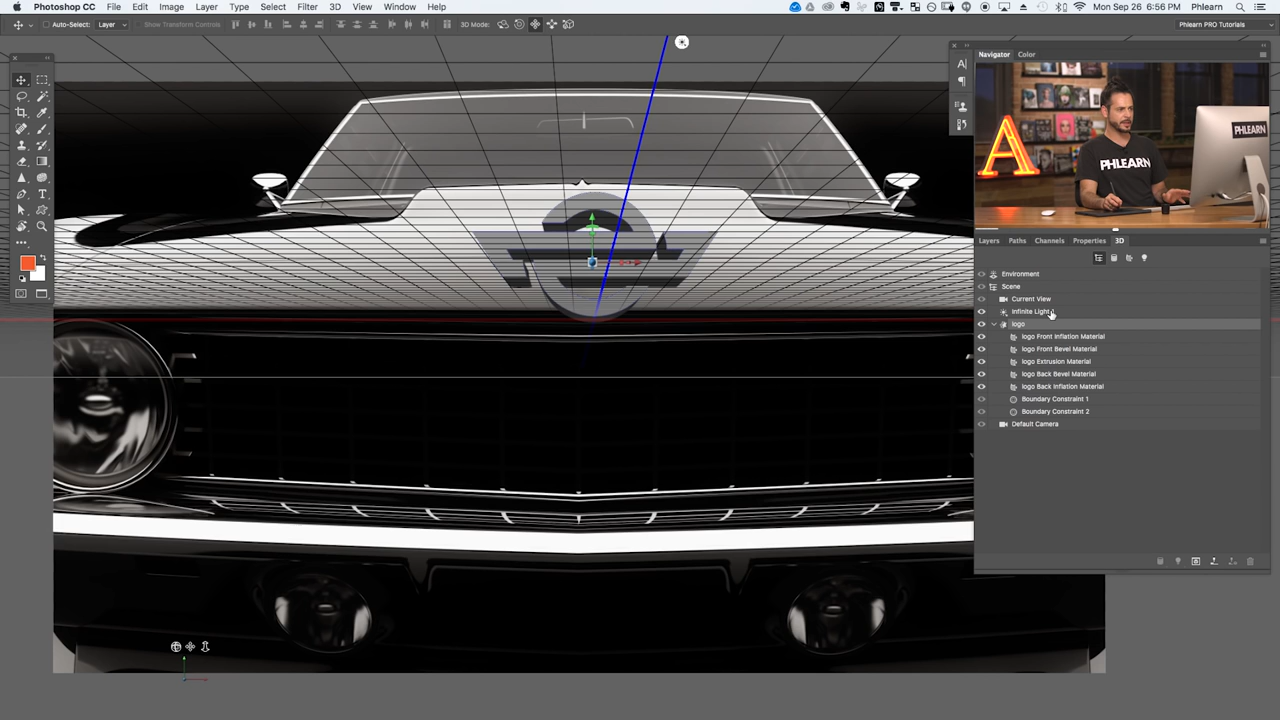 Photoshop CC File Edit Image Layer Type Select Filter 3D View Window Help Mon Sep 26 6:56 PM Phlearn
Auto-Select: Layer Show Transform Controls 3D Mode: Phlearn PRO Tutorials
Navigator Color
A
PHLEARN
PHLEARN
Layers Paths Channels Properties 3D
Environment
Scene
Current View
Infinite Light 1
logo
logo Front Inflation Material
logo Front Bevel Material
logo Extrusion Material
logo Back Bevel Material
logo Back Inflation Material
Boundary Constraint 1
Boundary Constraint 2
Default Camera